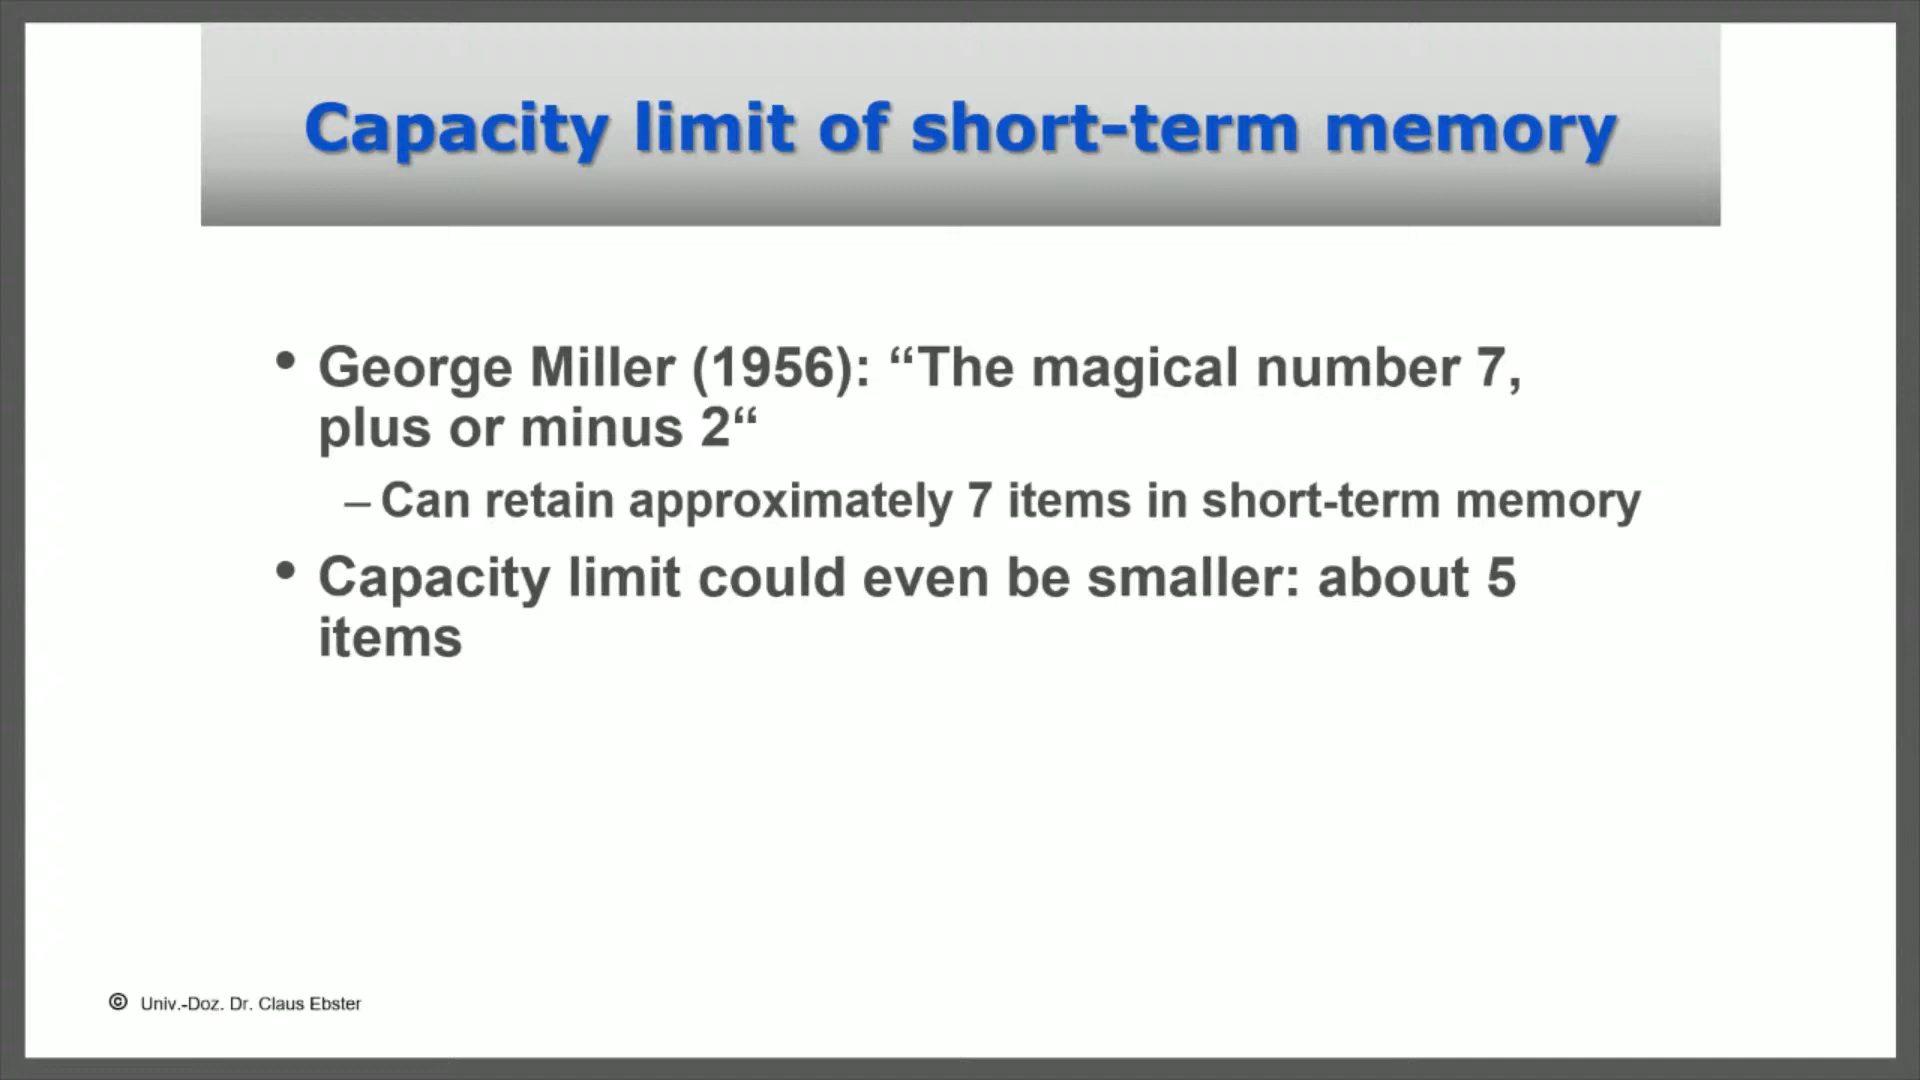 Capacity limit of short-term memory
• George Miller (1956): “The magical number 7,
plus or minus 2“
– Can retain approximately 7 items in short-term memory
• Capacity limit could even be smaller: about 5
items
© Univ.-Doz. Dr. Claus Ebster